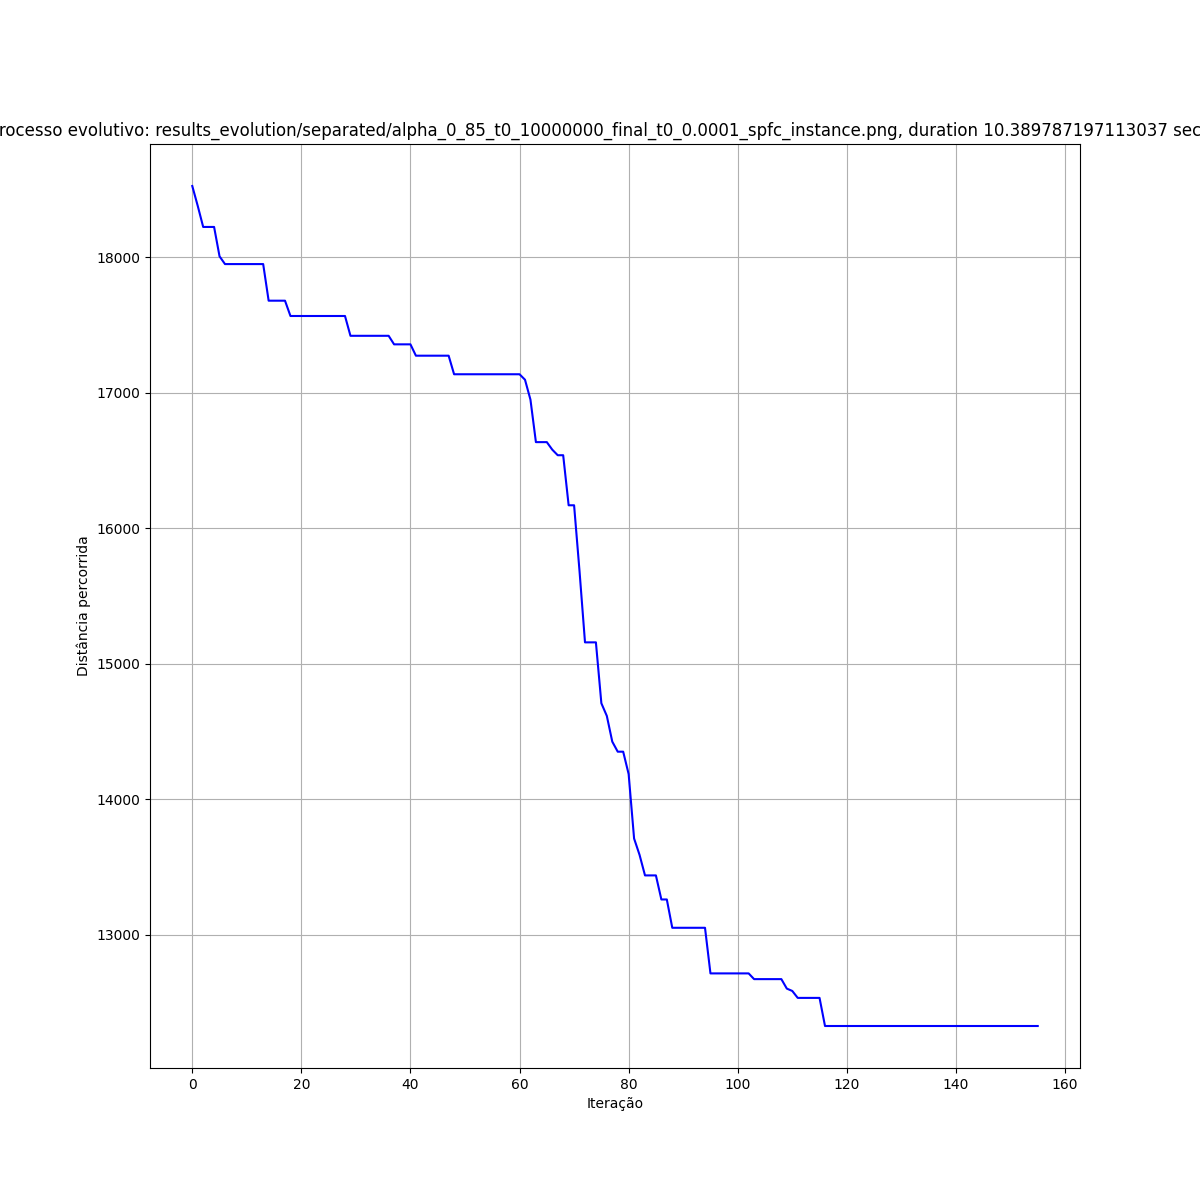 rocesso evolutivo: results_evolution/separated/alpha_0_85_t0_10000000_final_t0_0.0001_spfc_instance.png, duration 10.389787197113037 sec
18000
17000
16000
15000
14000
13000
Distância percorrida
0 20 40 60 80 100 120 140 160
Iteração